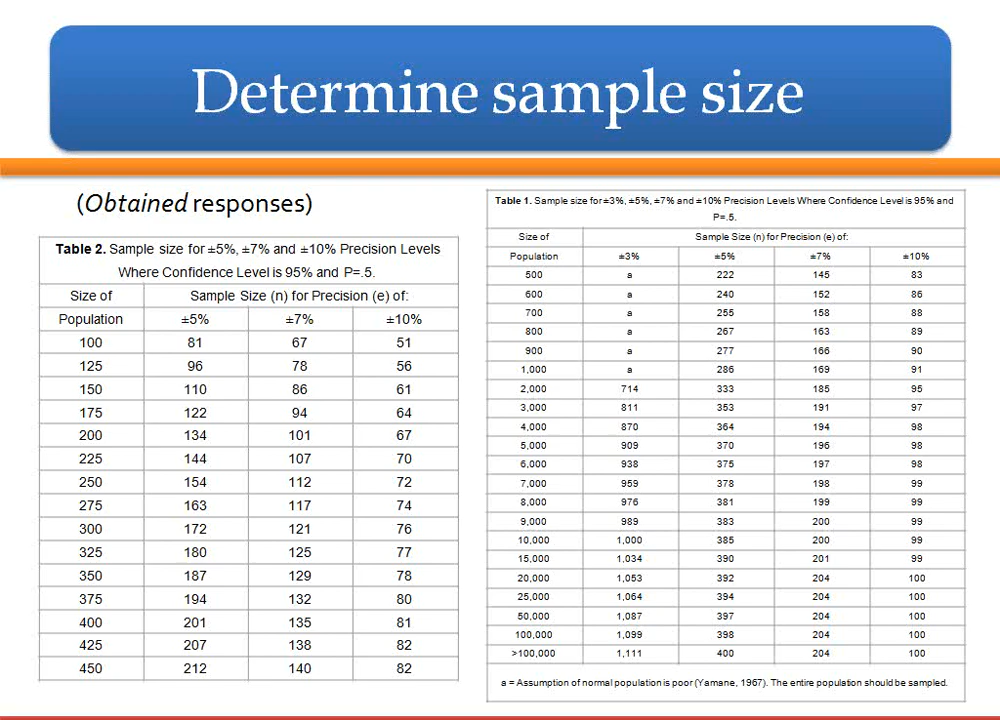 Determine sample size
(Obtained responses)
Table 2. Sample size for ±5%, ±7% and ±10% Precision Levels
Where Confidence Level is 95% and P=.5.
Size of Sample Size (n) for Precision (e) of:
Population ±5% ±7% ±10%
100 81 67 51
125 96 78 56
150 110 86 61
175 122 94 64
200 134 101 67
225 144 107 70
250 154 112 72
275 163 117 74
300 172 121 76
325 180 125 77
350 187 129 78
375 194 132 80
400 201 135 81
425 207 138 82
450 212 140 82
Table 1. Sample size for ±3%, ±5%, ±7% and ±10% Precision Levels Where Confidence Level is 95% and
P=.5.
Size of Sample Size (n) for Precision (e) of:
Population ±3% ±5% ±7% ±10%
500 a 222 145 83
600 a 240 152 86
700 a 255 158 88
800 a 267 163 89
900 a 277 166 90
1,000 a 286 169 91
2,000 714 333 185 95
3,000 811 353 191 97
4,000 870 364 194 98
5,000 909 370 196 98
6,000 938 375 197 98
7,000 959 378 198 99
8,000 976 381 199 99
9,000 989 383 200 99
10,000 1,000 385 200 99
15,000 1,034 390 201 99
20,000 1,053 392 204 100
25,000 1,064 394 204 100
50,000 1,087 397 204 100
100,000 1,099 398 204 100
>100,000 1,111 400 204 100
a = Assumption of normal population is poor (Yamane, 1967). The entire population should be sampled.